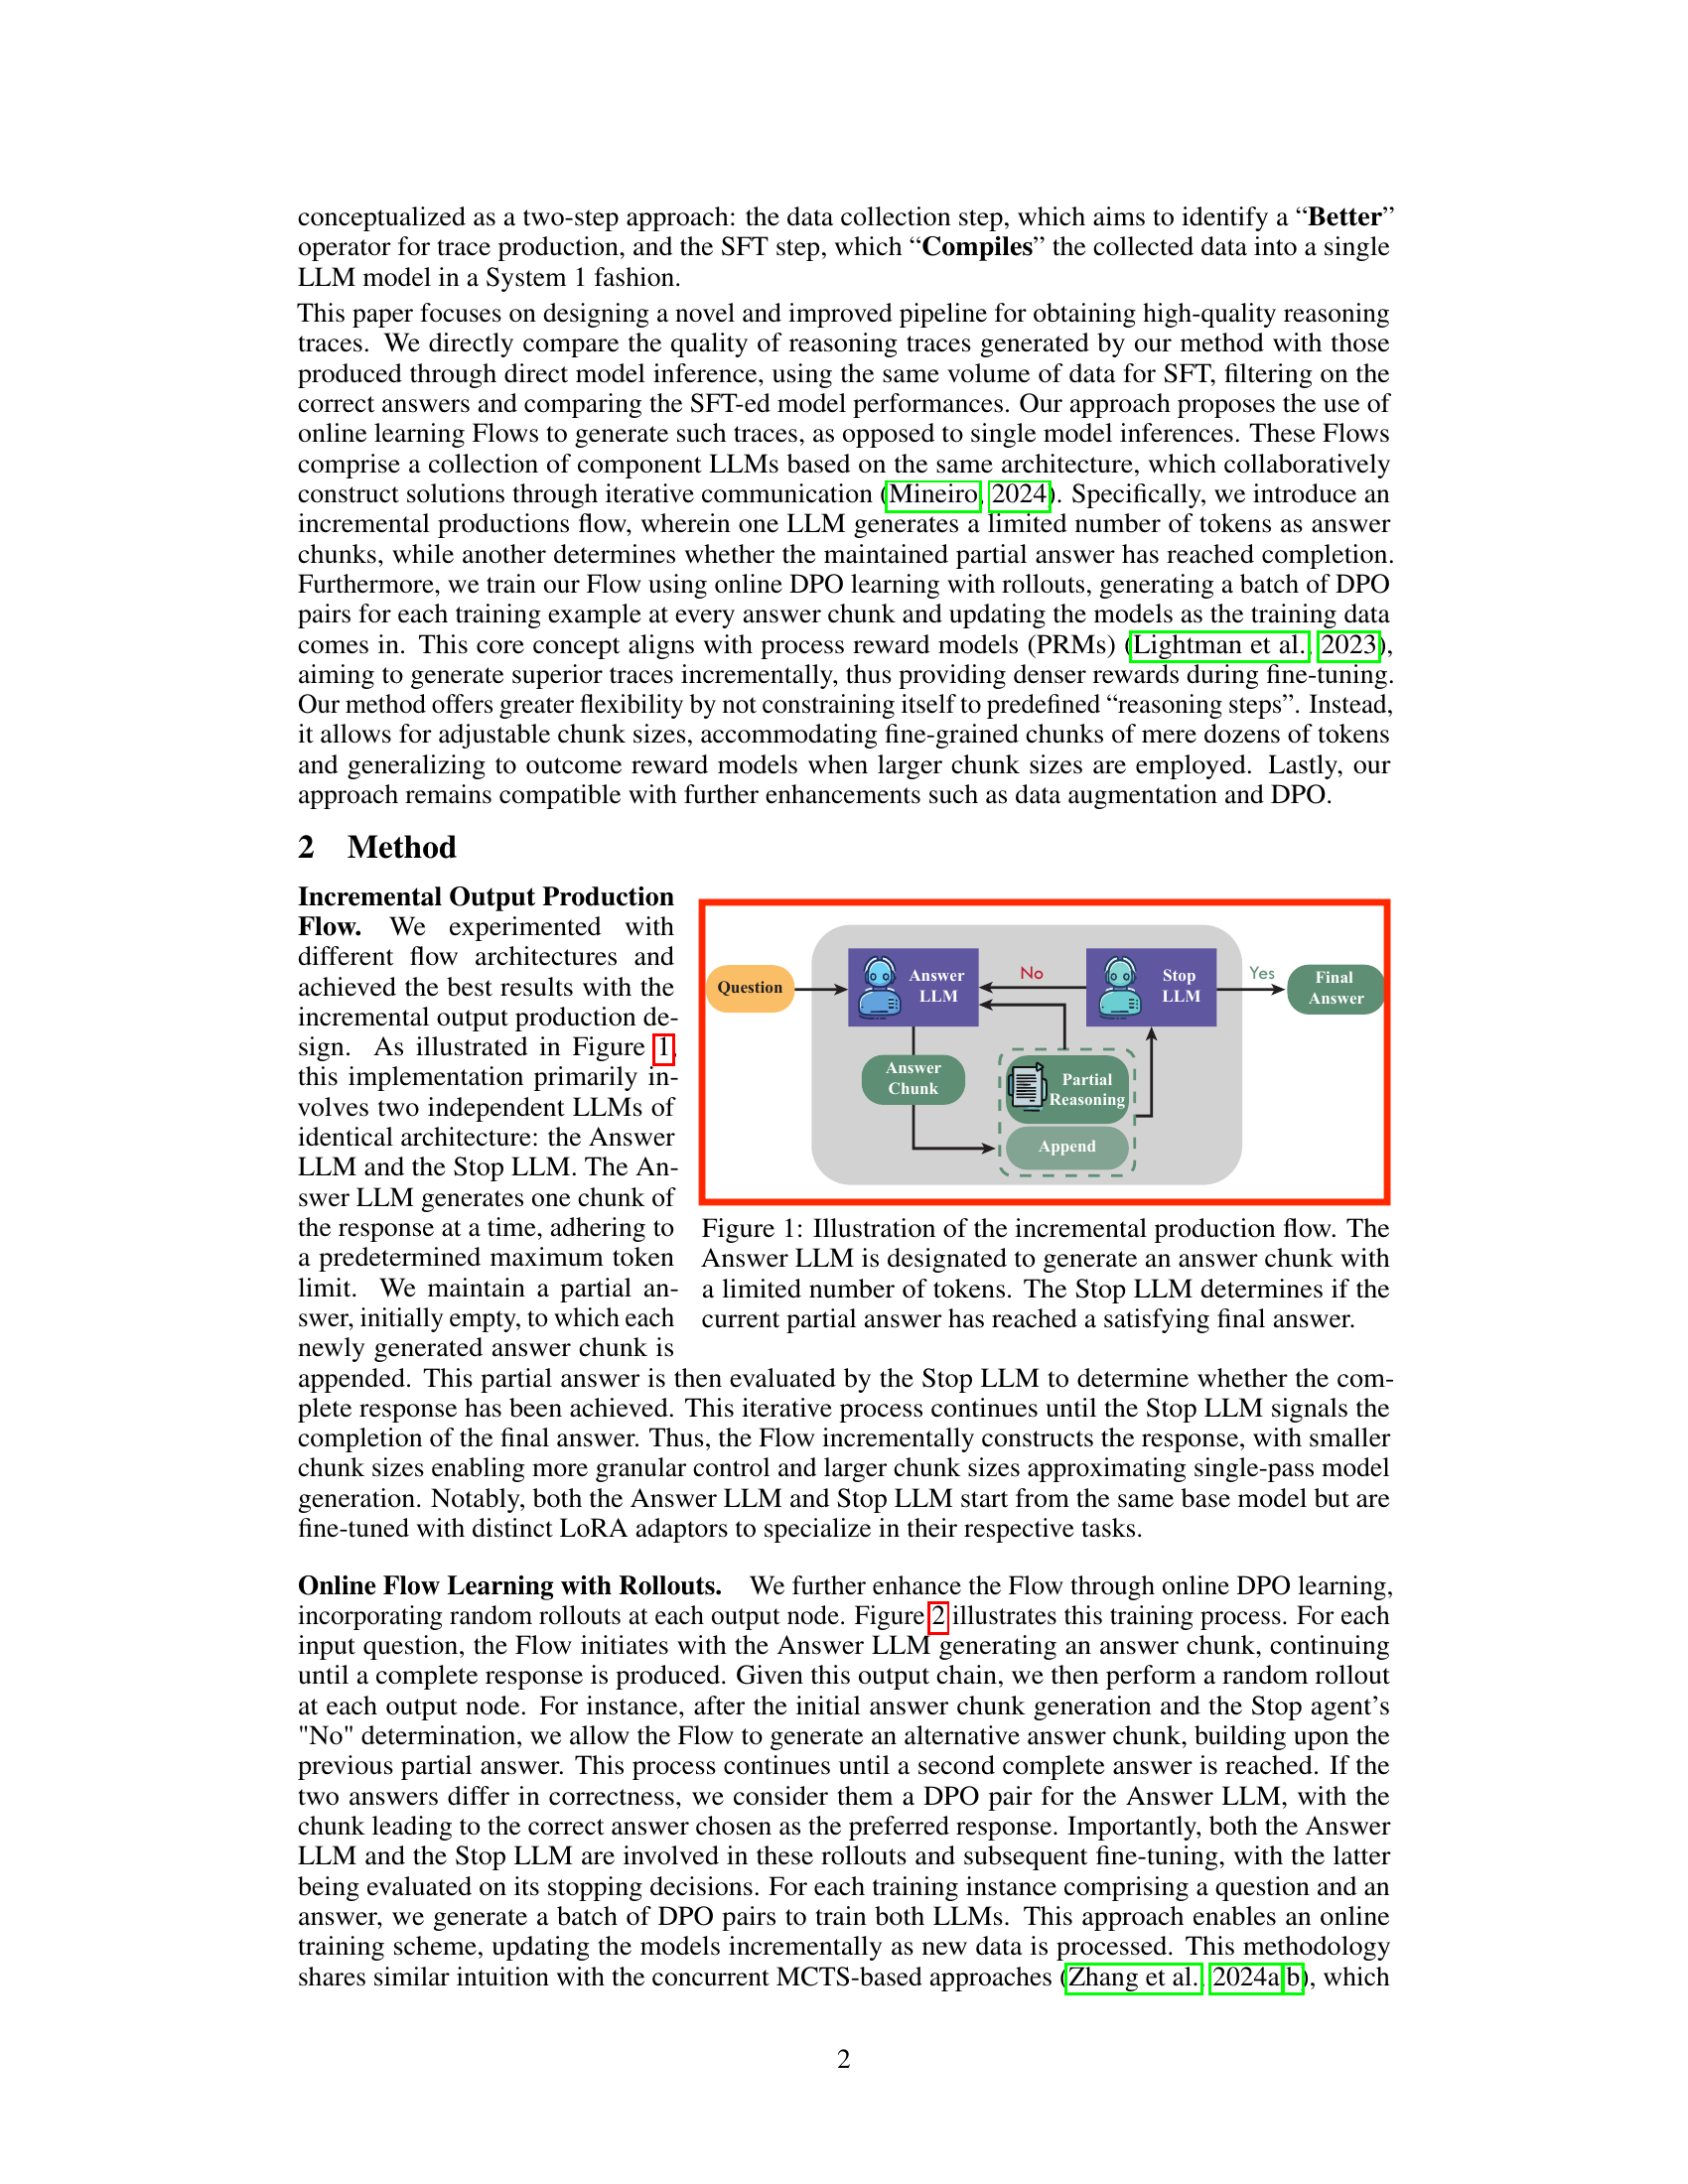 conceptualized as a two-step approach: the data collection step, which aims to identify a “Better”
operator for trace production, and the SFT step, which “Compiles” the collected data into a single
LLM model in a System 1 fashion.
This paper focuses on designing a novel and improved pipeline for obtaining high-quality reasoning
traces. We directly compare the quality of reasoning traces generated by our method with those
produced through direct model inference, using the same volume of data for SFT, filtering on the
correct answers and comparing the SFT-ed model performances. Our approach proposes the use of
online learning Flows to generate such traces, as opposed to single model inferences. These Flows
comprise a collection of component LLMs based on the same architecture, which collaboratively
construct solutions through iterative communication (Mineiro, 2024). Specifically, we introduce an
incremental productions flow, wherein one LLM generates a limited number of tokens as answer
chunks, while another determines whether the maintained partial answer has reached completion.
Furthermore, we train our Flow using online DPO learning with rollouts, generating a batch of DPO
pairs for each training example at every answer chunk and updating the models as the training data
comes in. This core concept aligns with process reward models (PRMs) (Lightman et al., 2023),
aiming to generate superior traces incrementally, thus providing denser rewards during fine-tuning.
Our method offers greater flexibility by not constraining itself to predefined “reasoning steps”. Instead,
it allows for adjustable chunk sizes, accommodating fine-grained chunks of mere dozens of tokens
and generalizing to outcome reward models when larger chunk sizes are employed. Lastly, our
approach remains compatible with further enhancements such as data augmentation and DPO.
2 Method
Incremental Output Production
Flow. We experimented with
different flow architectures and
achieved the best results with the
incremental output production de-
sign. As illustrated in Figure 1,
this implementation primarily in-
volves two independent LLMs of
identical architecture: the Answer
LLM and the Stop LLM. The An-
swer LLM generates one chunk of
the response at a time, adhering to
a predetermined maximum token
limit. We maintain a partial an-
swer, initially empty, to which each
newly generated answer chunk is
Question
Answer
LLM
No
Stop
LLM
Yes
Final
Answer
Answer
Chunk
Partial
Reasoning
Append
Figure 1: Illustration of the incremental production flow. The
Answer LLM is designated to generate an answer chunk with
a limited number of tokens. The Stop LLM determines if the
current partial answer has reached a satisfying final answer.
appended. This partial answer is then evaluated by the Stop LLM to determine whether the com-
plete response has been achieved. This iterative process continues until the Stop LLM signals the
completion of the final answer. Thus, the Flow incrementally constructs the response, with smaller
chunk sizes enabling more granular control and larger chunk sizes approximating single-pass model
generation. Notably, both the Answer LLM and Stop LLM start from the same base model but are
fine-tuned with distinct LoRA adaptors to specialize in their respective tasks.
Online Flow Learning with Rollouts. We further enhance the Flow through online DPO learning,
incorporating random rollouts at each output node. Figure 2 illustrates this training process. For each
input question, the Flow initiates with the Answer LLM generating an answer chunk, continuing
until a complete response is produced. Given this output chain, we then perform a random rollout
at each output node. For instance, after the initial answer chunk generation and the Stop agent’s
"No" determination, we allow the Flow to generate an alternative answer chunk, building upon the
previous partial answer. This process continues until a second complete answer is reached. If the
two answers differ in correctness, we consider them a DPO pair for the Answer LLM, with the
chunk leading to the correct answer chosen as the preferred response. Importantly, both the Answer
LLM and the Stop LLM are involved in these rollouts and subsequent fine-tuning, with the latter
being evaluated on its stopping decisions. For each training instance comprising a question and an
answer, we generate a batch of DPO pairs to train both LLMs. This approach enables an online
training scheme, updating the models incrementally as new data is processed. This methodology
shares similar intuition with the concurrent MCTS-based approaches (Zhang et al., 2024a,b), which
2